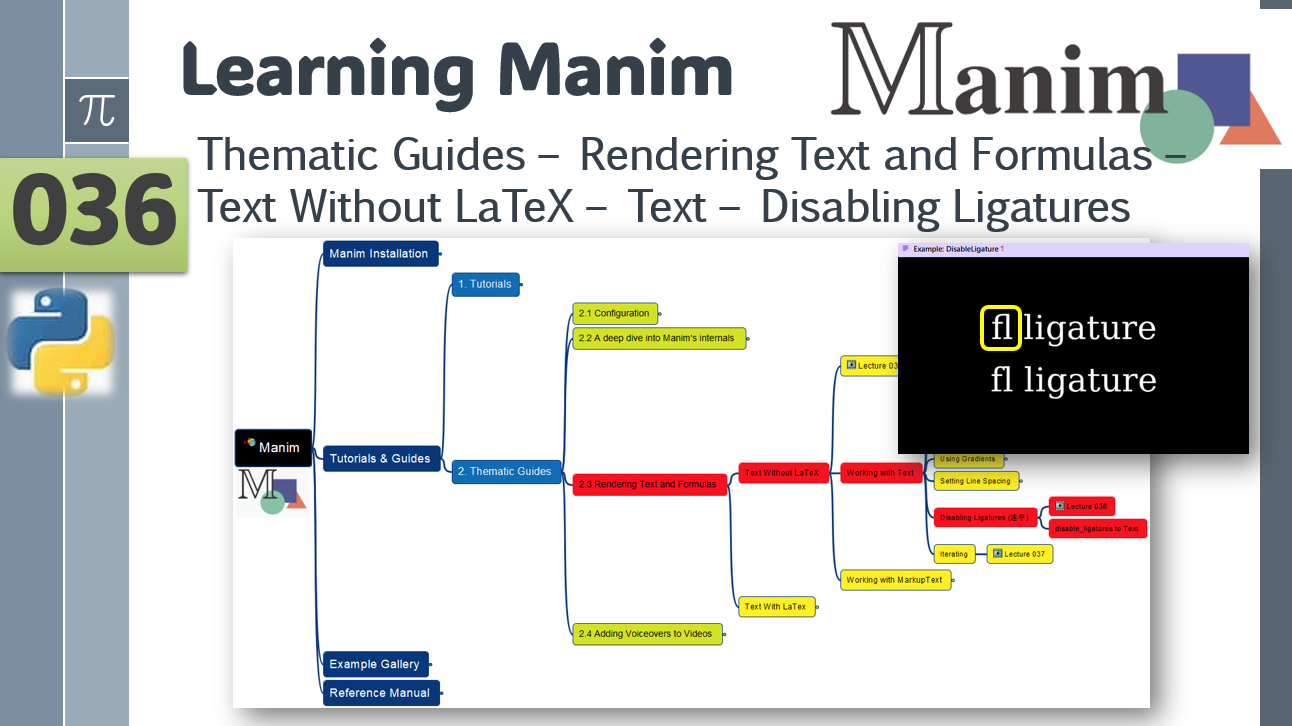 Learning Manim
Manim
π
Thematic Guides – Rendering Text and Formulas –
036
Text Without LaTeX – Text – Disabling Ligatures
Manim Installation
Example: DisableLigature ¶
1. Tutorials
2.1 Configuration
2.2 A deep dive into Manim's internals
fl ligature
fl ligature
Lecture 03
Manim
Tutorials & Guides
2. Thematic Guides
M
2.3 Rendering Text and Formulas
Text Without LaTeX
Working with Text
Using Gradients
Setting Line Spacing
Disabling Ligatures (連字)
Lecture 036
disable_ligatures to Text
Iterating
Lecture 037
Working with MarkupText
Text With LaTex
2.4 Adding Voiceovers to Videos
Example Gallery
Reference Manual